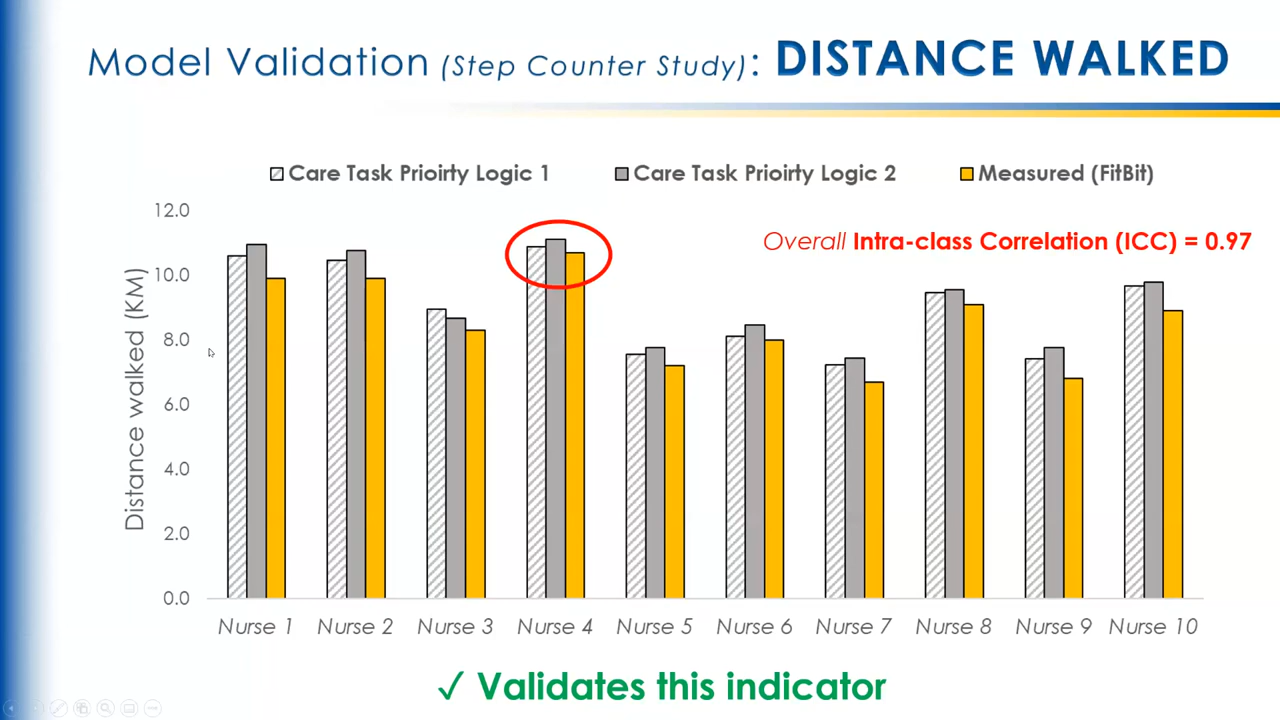 Model Validation (Step Counter Study): DISTANCE WALKED
Care Task Prioirty Logic 1
Care Task Prioirty Logic 2
Measured (FitBit)
Overall Intra-class Correlation (ICC) = 0.97
Distance walked (KM)
12.0
10.0
8.0
6.0
4.0
2.0
0.0
Nurse 1
Nurse 2
Nurse 3
Nurse 4
Nurse 5
Nurse 6
Nurse 7
Nurse 8
Nurse 9
Nurse 10
✓ Validates this indicator